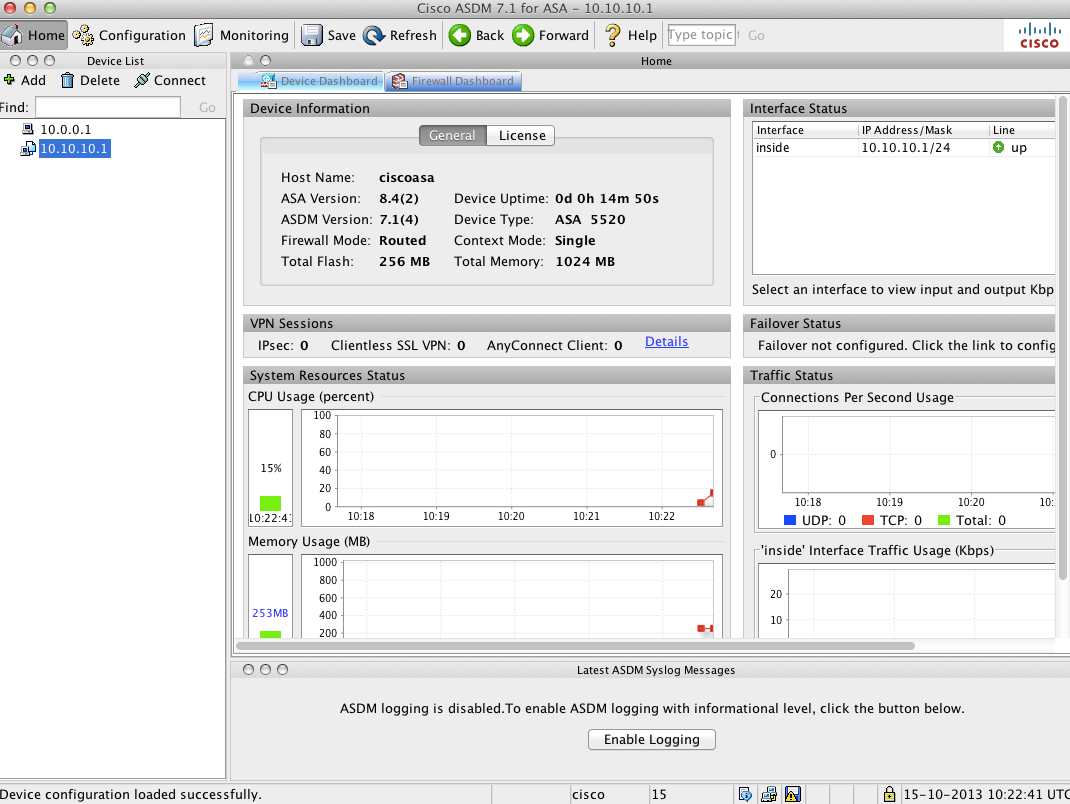 Cisco ASDM 7.1 for ASA - 10.10.10.1
Home Configuration Monitoring Save Refresh Back Forward Help Type topic Go
CISCO
Device List
Add Delete Connect
Find: Go
10.0.0.1
10.10.10.1
Home
Device Dashboard Firewall Dashboard
Device Information
General License
Host Name: ciscoasa
ASA Version: 8.4(2) Device Uptime: 0d 0h 14m 50s
ASDM Version: 7.1(4) Device Type: ASA 5520
Firewall Mode: Routed Context Mode: Single
Total Flash: 256 MB Total Memory: 1024 MB
Interface Status
Interface IP Address/Mask Line
inside 10.10.10.1/24 up
Select an interface to view input and output Kbp
VPN Sessions
IPsec: 0 Clientless SSL VPN: 0 AnyConnect Client: 0 Details
Failover Status
Failover not configured. Click the link to config
System Resources Status
CPU Usage (percent)
15%
10:22:41
100
80
60
40
20
0
10:18 10:19 10:20 10:21 10:22
Memory Usage (MB)
253MB
1000
800
600
400
200
Traffic Status
Connections Per Second Usage
0
10:18 10:19 10:20 10:
UDP: 0 TCP: 0 Total: 0
'inside' Interface Traffic Usage (Kbps)
20
10
Latest ASDM Syslog Messages
ASDM logging is disabled.To enable ASDM logging with informational level, click the button below.
Enable Logging
Device configuration loaded successfully. cisco 15 15-10-2013 10:22:41 UTC